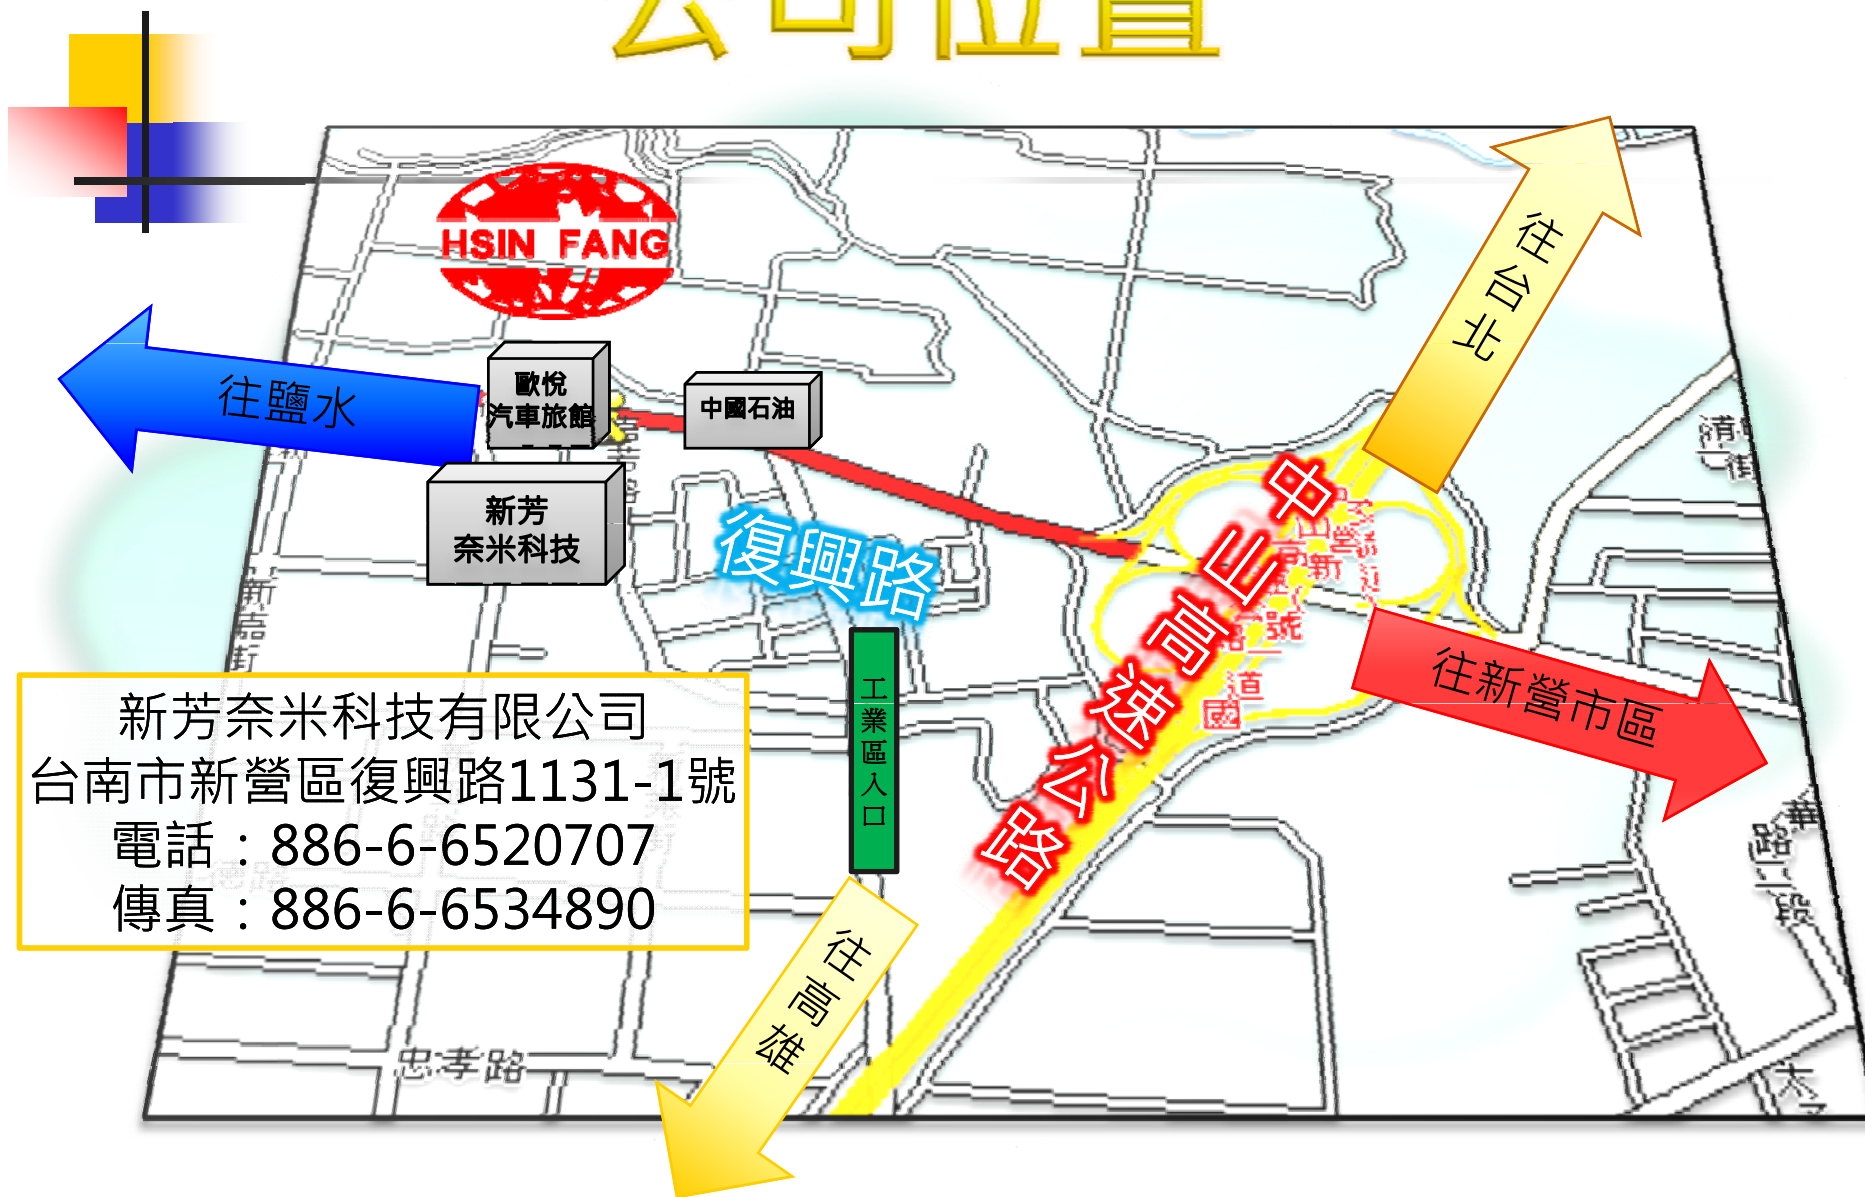 公司位置
HSIN FANG
往台北
往鹽水
歐悅
汽車旅館
中國石油
新芳
奈米科技
復興路
中山高速公路
往新營市區
工業區入口
新嘉街
新芳奈米科技有限公司
台南市新營區復興路1131-1號
電話：886-6-6520707
傳真：886-6-6534890
往高雄
忠孝路